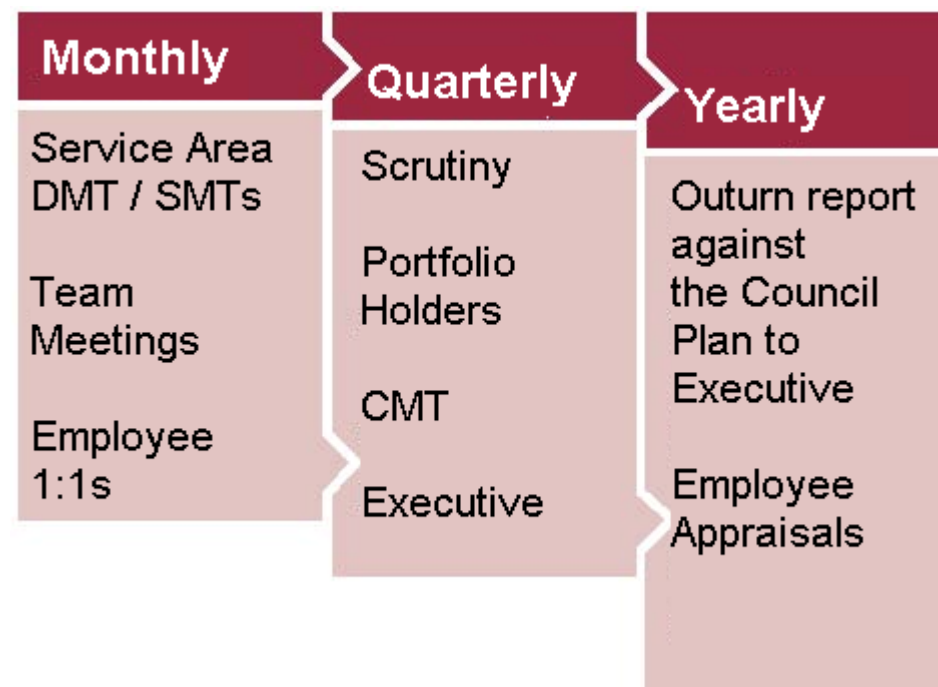 Monthly
Service Area
DMT / SMTs
Team
Meetings
Employee
1:1s
Quarterly
Scrutiny
Portfolio
Holders
CMT
Executive
Yearly
Outurn report
against
the Council
Plan to
Executive
Employee
Appraisals